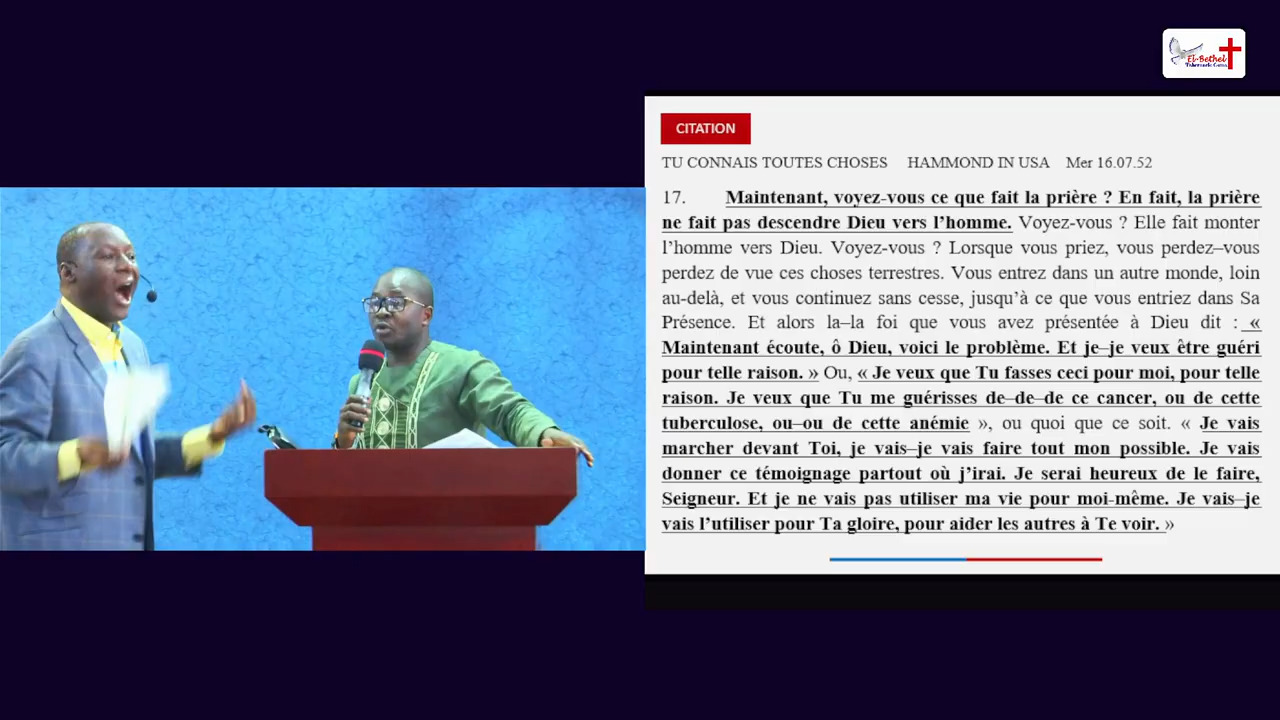 El-Bethel
CITATION
TU CONNAIS TOUTES CHOSES HAMMOND IN USA Mer 16.07.52
17. Maintenant, voyez-vous ce que fait la prière ? En fait, la prière
ne fait pas descendre Dieu vers l’homme. Voyez-vous ? Elle fait monter
l’homme vers Dieu. Voyez-vous ? Lorsque vous priez, vous perdez–vous
perdez de vue ces choses terrestres. Vous entrez dans un autre monde, loin
au-delà, et vous continuez sans cesse, jusqu’à ce que vous entriez dans Sa
Présence. Et alors la–la foi que vous avez présentée à Dieu dit : «
Maintenant écoute, ô Dieu, voici le problème. Et je–je veux être guéri
pour telle raison. » Ou, « Je veux que Tu fasses ceci pour moi, pour telle
raison. Je veux que Tu me guérisses de–de–de ce cancer, ou de cette
tuberculose, ou–ou de cette anémie », ou quoi que ce soit. « Je vais
marcher devant Toi, je vais–je vais faire tout mon possible. Je vais
donner ce témoignage partout où j’irai. Je serai heureux de le faire,
Seigneur. Et je ne vais pas utiliser ma vie pour moi-même. Je vais–je
vais l’utiliser pour Ta gloire, pour aider les autres à Te voir. »